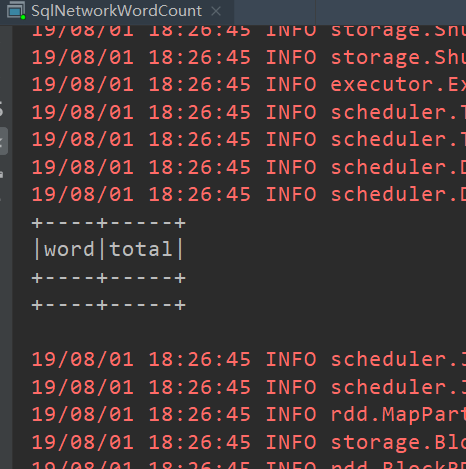 SqlNetworkWordCount
19/08/01 18:26:45 INFO storage.Shu
19/08/01 18:26:45 INFO storage.Shu
19/08/01 18:26:45 INFO executor.Ex
19/08/01 18:26:45 INFO scheduler.T
19/08/01 18:26:45 INFO scheduler.T
19/08/01 18:26:45 INFO scheduler.D
19/08/01 18:26:45 INFO scheduler.D
+----+-----+
|word|total|
+----+-----+
+----+-----+
19/08/01 18:26:45 INFO scheduler.J
19/08/01 18:26:45 INFO scheduler.J
19/08/01 18:26:45 INFO rdd.MapPart
19/08/01 18:26:45 INFO storage.Blo
19/08/01 18:26:45 INFO rdd.BlockRD